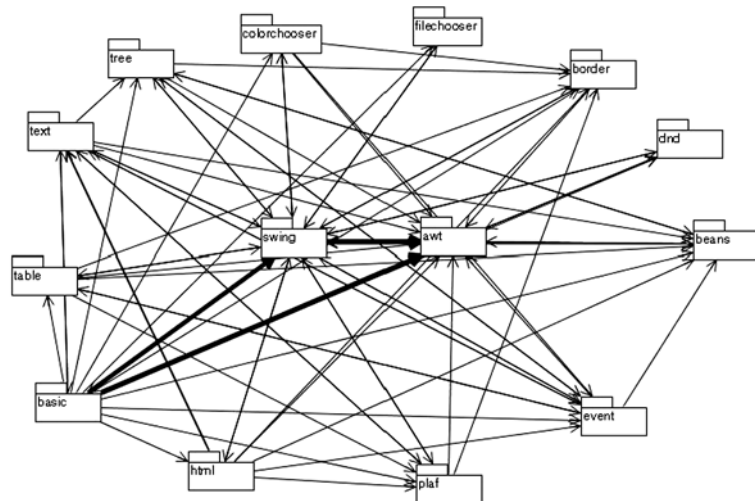 colorchooser
filechooser
tree
border
text
dnd
swing
awt
beans
table
basic
event
html
plaf